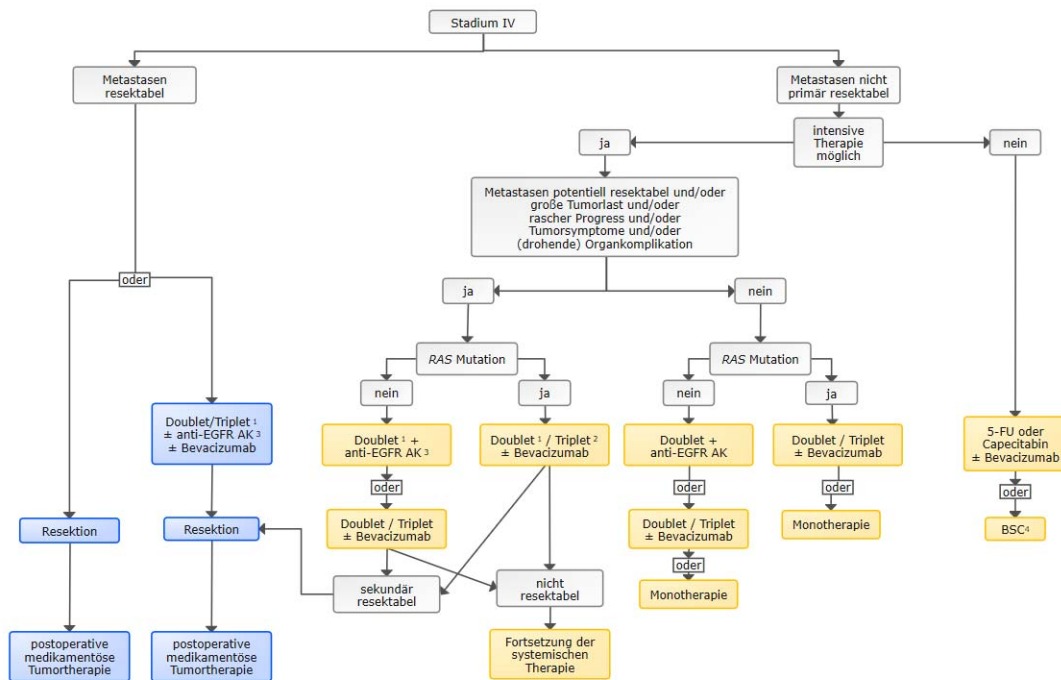 Stadium IV
Metastasen
resektabel
Metastasen nicht
primär resektabel
ja
intensive
Therapie
möglich
nein
Metastasen potentiell resektabel und/oder
große Tumorlast und/oder
rascher Progress und/oder
Tumorsymptome und/oder
(drohende) Organkomplikation
oder
ja
nein
RAS Mutation
RAS Mutation
nein
ja
nein
ja
Doublet/Triplet ¹
± anti-EGFR AK ³
± Bevacizumab
Doublet ¹ +
anti-EGFR AK ³
Doublet ¹ / Triplet ²
± Bevacizumab
Doublet +
anti-EGFR AK
Doublet / Triplet
± Bevacizumab
5-FU oder
Capecitabin
± Bevacizumab
oder
oder
oder
oder
Resektion
Resektion
Doublet / Triplet
± Bevacizumab
Doublet / Triplet
± Bevacizumab
Monotherapie
BSC⁴
oder
sekundär
resektabel
nicht
resektabel
Monotherapie
postoperative
medikamentöse
Tumortherapie
postoperative
medikamentöse
Tumortherapie
Fortsetzung der
systemischen
Therapie